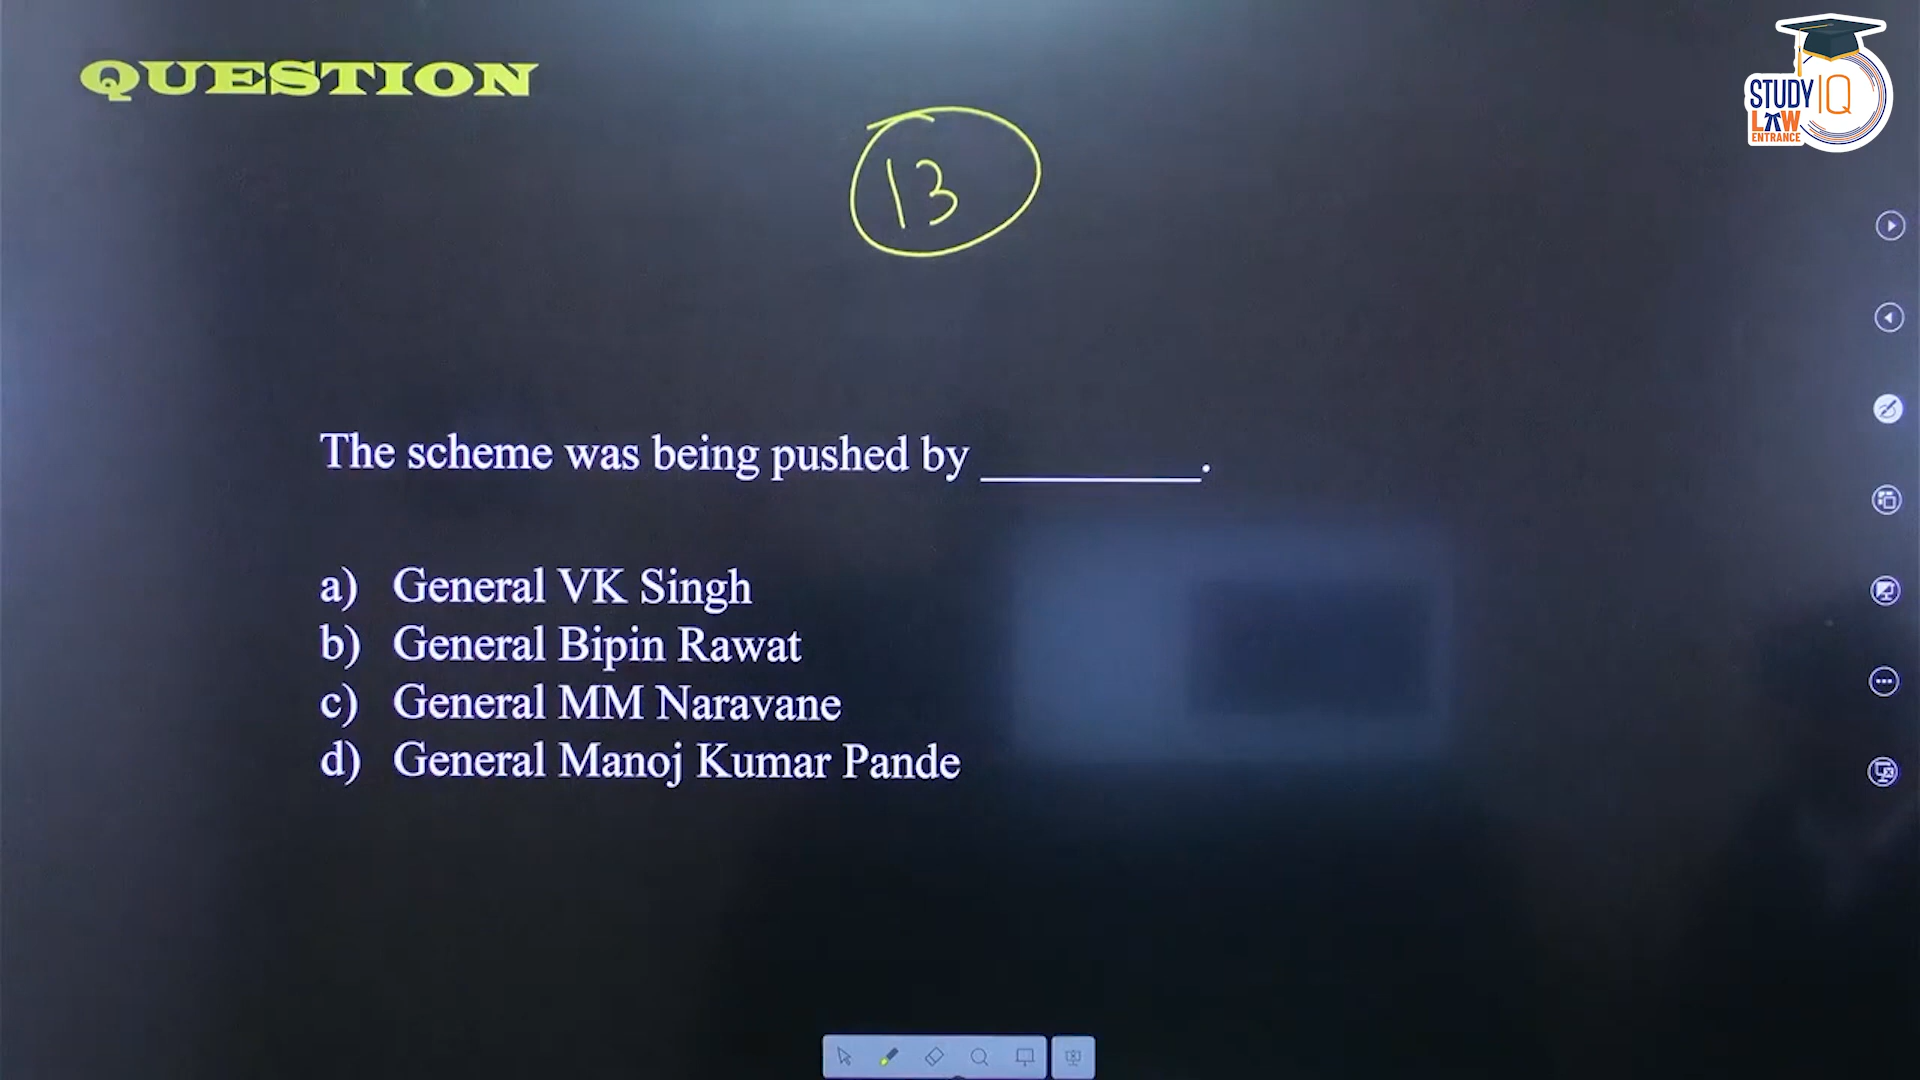 QUESTION
STUDY IQ
LAW
ENTRANCE
13
The scheme was being pushed by _________.
a) General VK Singh
b) General Bipin Rawat
c) General MM Naravane
d) General Manoj Kumar Pande